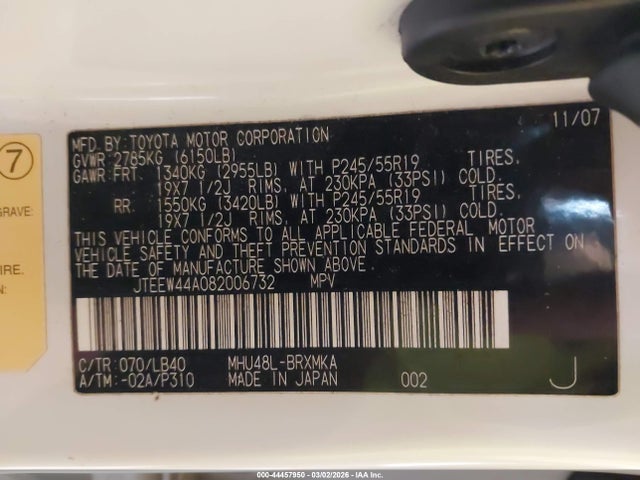 11/07
MFD. BY TOYOTA MOTOR CORPORATION
GVWR: 2785KG (6150LB)
GAWR: FRT. 1340KG (2955LB) WITH P245/55R19 TIRES,
19X7 1/2J RIMS, AT 230KPA (33PSI) COLD.
RR. 1550KG (3420LB) WITH P245/55R19 TIRES,
19X7 1/2J RIMS, AT 230KPA (33PSI) COLD.
THIS VEHICLE CONFORMS TO ALL APPLICABLE FEDERAL MOTOR
VEHICLE SAFETY AND THEFT PREVENTION STANDARDS IN EFFECT ON
THE DATE OF MANUFACTURE SHOWN ABOVE.
JTEEW44A082006732 MPV
C/TR: 070/LB40 MHU48L-BRXMKA
A/TM: -02A/P310 MADE IN JAPAN 002 J
7
GRAVE:
IRE.
000-44457950 - 03/02/2026 - IAA Inc.